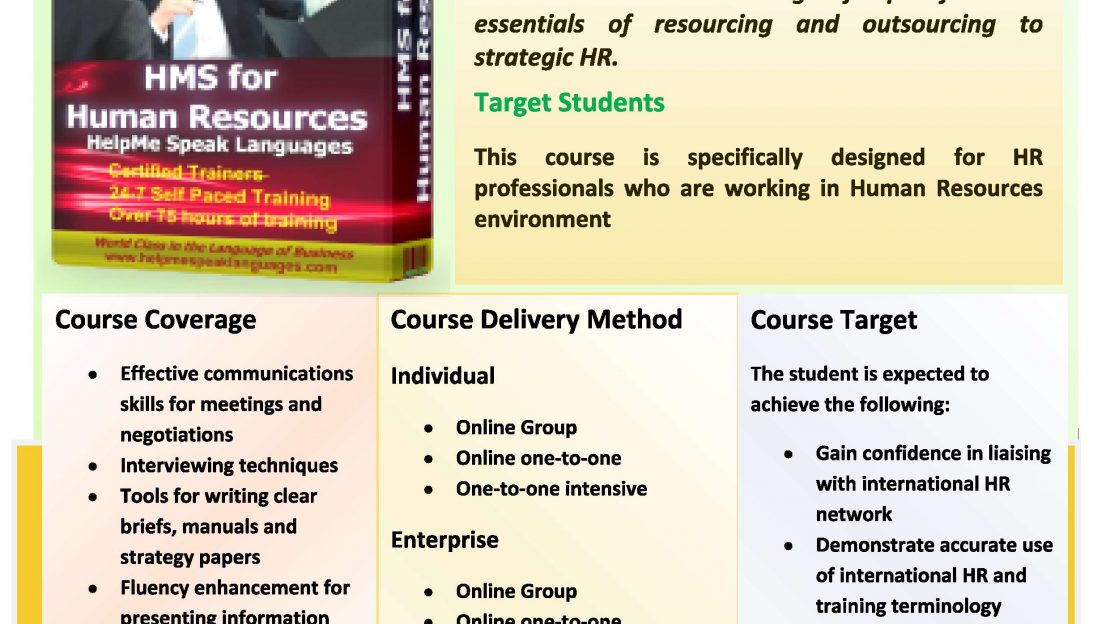 essentials of resourcing and outsourcing to
strategic HR.
Target Students
This course is specifically designed for HR
professionals who are working in Human Resources
environment
HMS for
Human Resources
HelpMe Speak Languages
Certified Trainers
24-7 Self Paced Training
Over 75 hours of training
World Class in the Language of Business
www.helpmespeaklanguages.com
HMS fo
Human Res
Course Coverage
• Effective communications
skills for meetings and
negotiations
• Interviewing techniques
• Tools for writing clear
briefs, manuals and
strategy papers
• Fluency enhancement for
presenting information
Course Delivery Method
Individual
• Online Group
• Online one-to-one
• One-to-one intensive
Enterprise
• Online Group
• Online one-to-one
Course Target
The student is expected to
achieve the following:
• Gain confidence in liaising
with international HR
network
• Demonstrate accurate use
of international HR and
training terminology